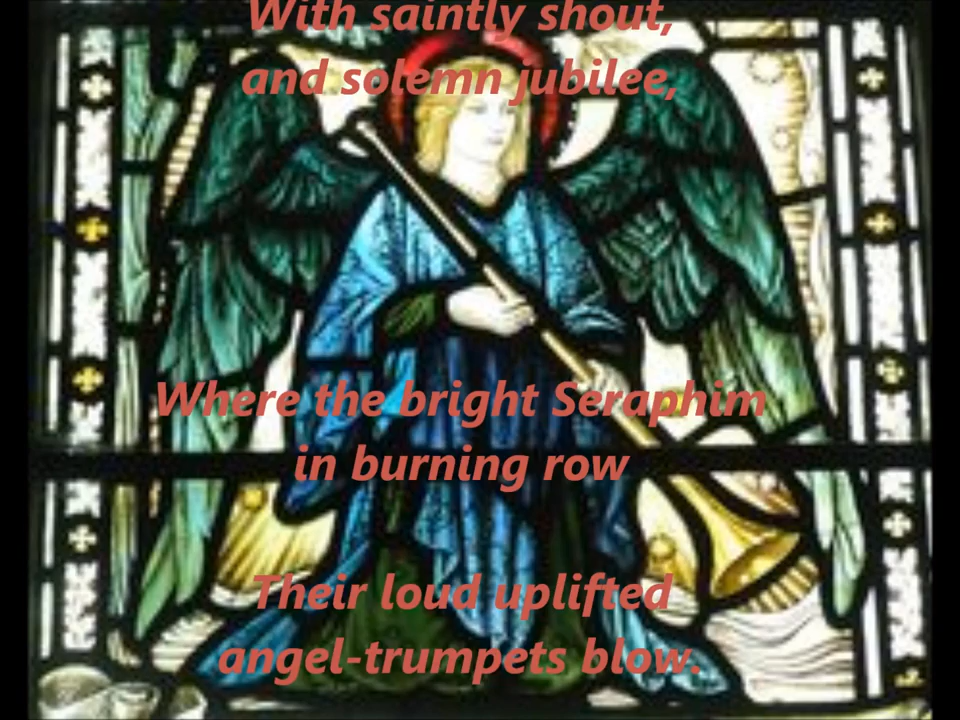 With saintly shout,
and solemn jubilee,
Where the bright Seraphim
in burning row
Their loud uplifted
angel-trumpets blow.